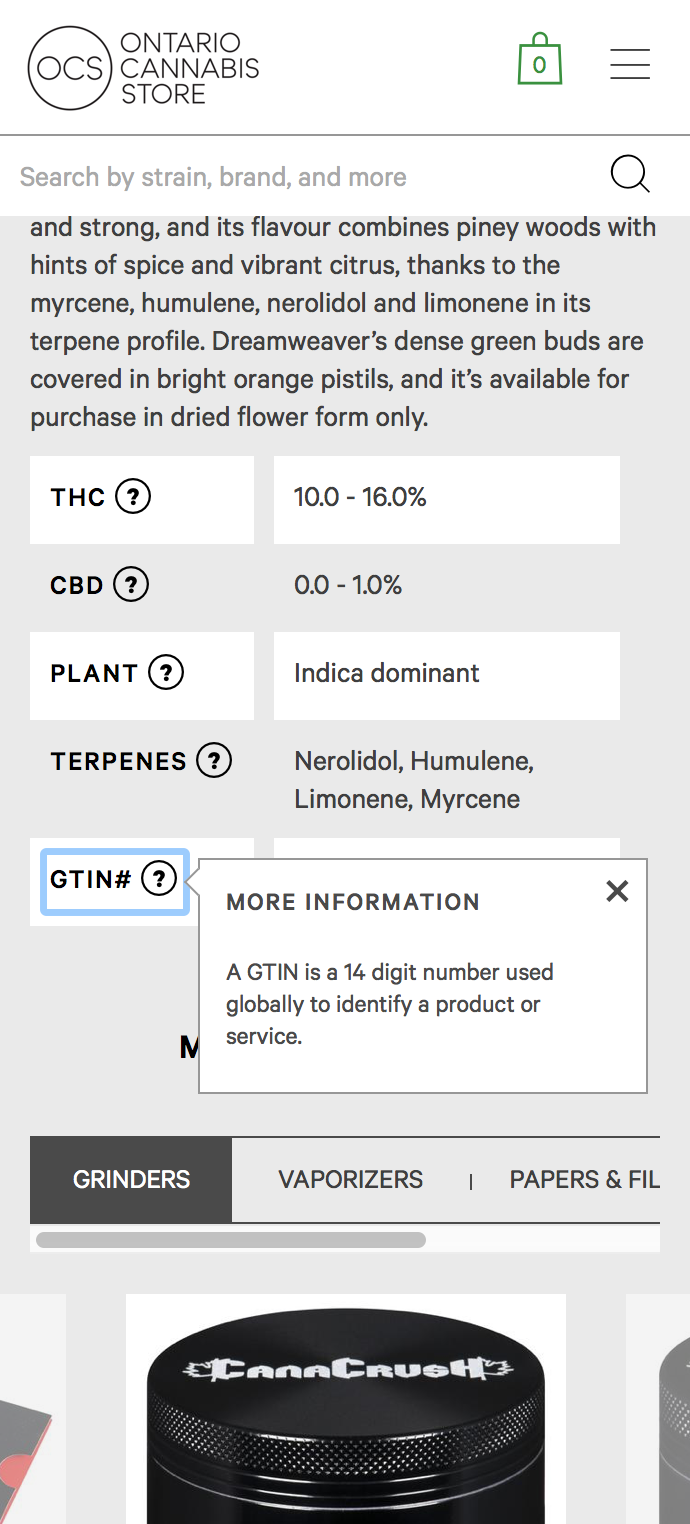 OCS
ONTARIO
CANNABIS
STORE
0
Search by strain, brand, and more
and strong, and its flavour combines piney woods with
hints of spice and vibrant citrus, thanks to the
myrcene, humulene, nerolidol and limonene in its
terpene profile. Dreamweaver’s dense green buds are
covered in bright orange pistils, and it’s available for
purchase in dried flower form only.
THC ? 10.0 - 16.0%
CBD ? 0.0 - 1.0%
PLANT ? Indica dominant
TERPENES ? Nerolidol, Humulene,
Limonene, Myrcene
GTIN# ?
MORE INFORMATION
A GTIN is a 14 digit number used
globally to identify a product or
service.
GRINDERS VAPORIZERS | PAPERS & FIL
CANACRUSH